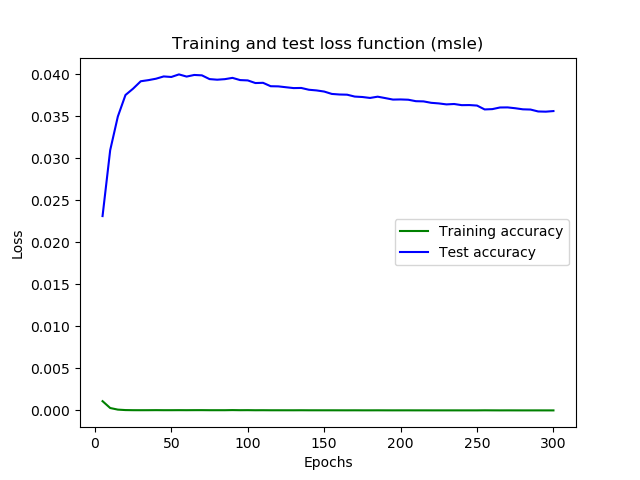 Training and test loss function (msle)
0.040
0.035
0.030
0.025
0.020
0.015
0.010
0.005
0.000
Loss
Training accuracy
Test accuracy
0 50 100 150 200 250 300
Epochs